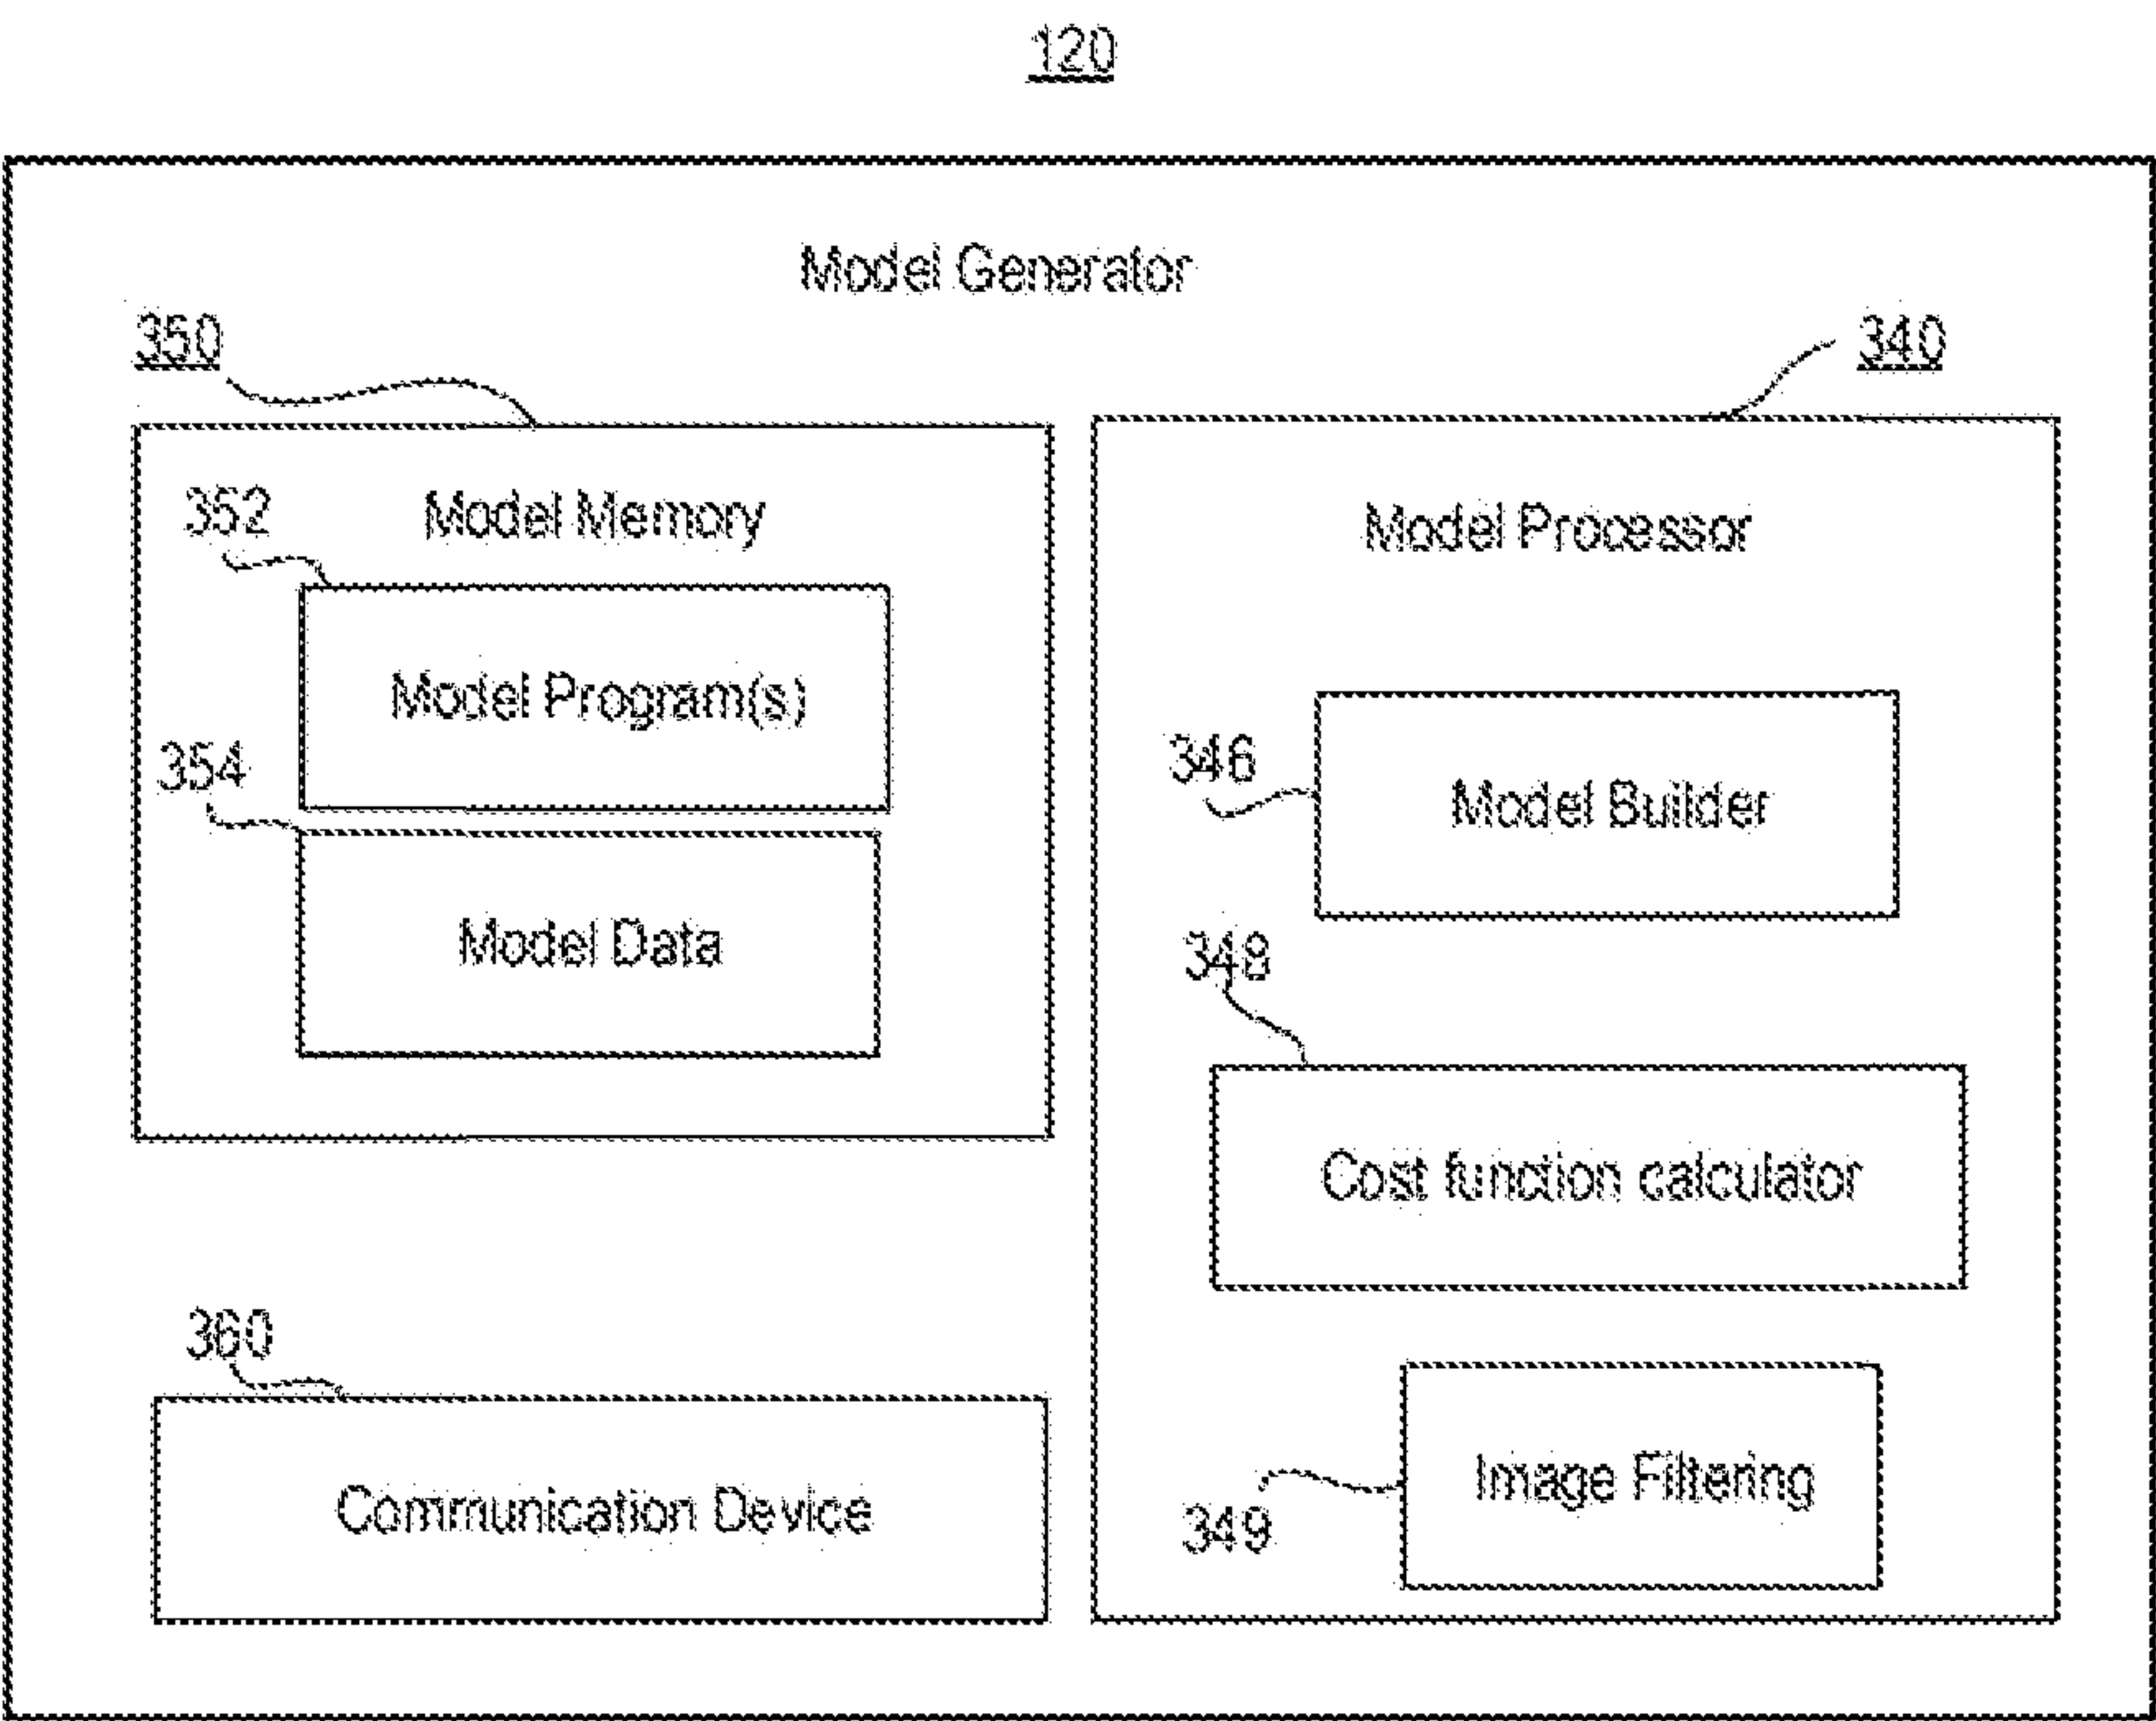 120
Model Generator
350
340
352
Model Memory
Model Program(s)
354
Model Data
360
Communication Device
Model Processor
346
Model Builder
348
Cost function calculator
Image Filtering
349